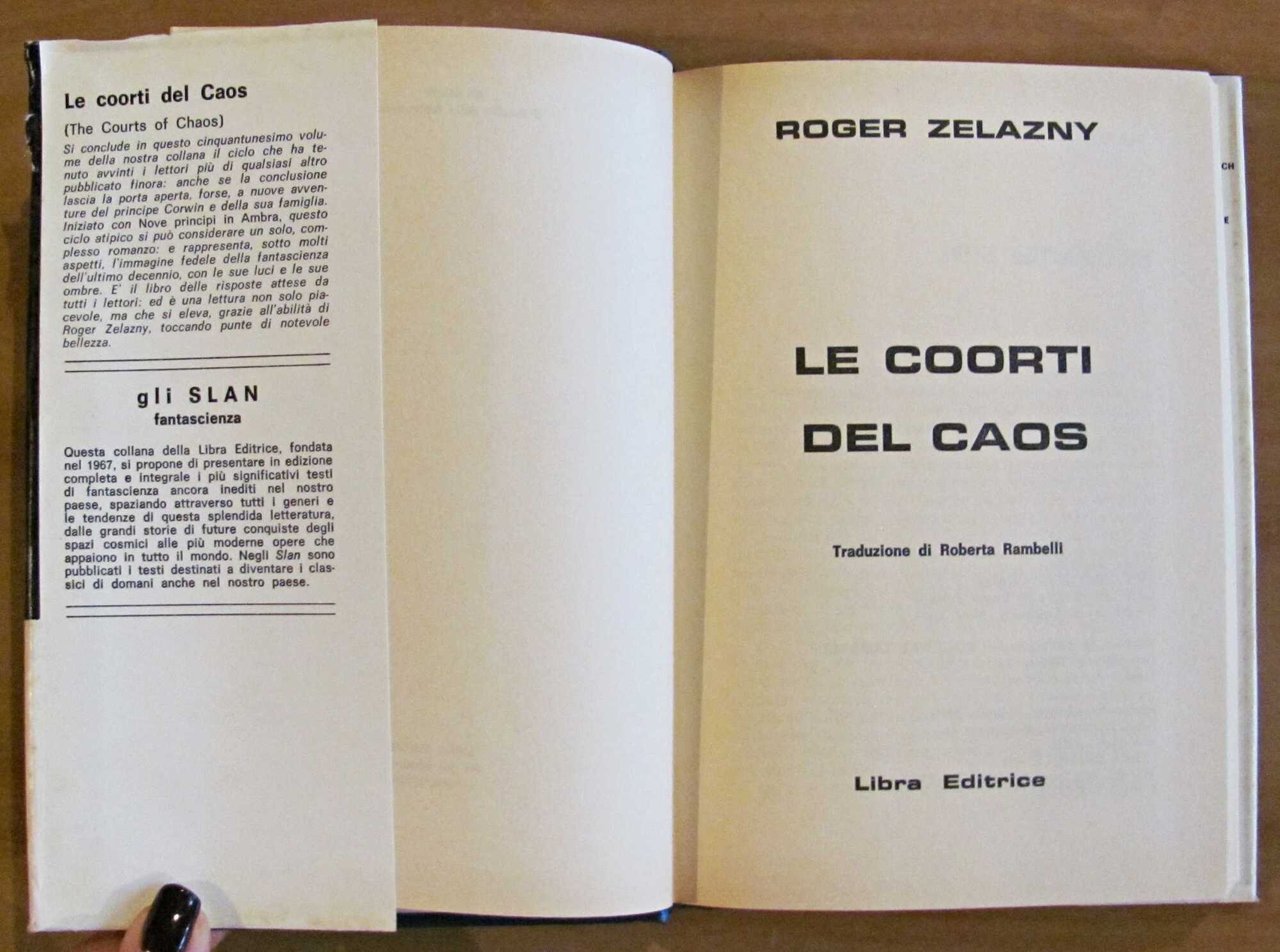 Le coorti del Caos
(The Courts of Chaos)
Si conclude in questo cinquantunesimo volu-
me della nostra collana il ciclo che ha te-
nuto avvinti i lettori più di qualsiasi altro
pubblicato finora: anche se la conclusione
lascia la porta aperta, forse, a nuove avven-
ture del principe Corwin e della sua famiglia.
Iniziato con Nove principi in Ambra, questo
ciclo atipico si può considerare un solo, com-
plesso romanzo: e rappresenta, sotto molti
aspetti, l'immagine fedele della fantascienza
dell'ultimo decennio, con le sue luci e le sue
ombre. E' il libro delle risposte attese da
tutti i lettori: ed è una lettura non solo pia-
cevole, ma che si eleva, grazie all'abilità di
Roger Zelazny, toccando punte di notevole
bellezza.
gli SLAN
fantascienza
Questa collana della Libra Editrice, fondata
nel 1967, si propone di presentare in edizione
completa e integrale i più significativi testi
di fantascienza ancora inediti nel nostro
paese, spaziando attraverso tutti i generi e
le tendenze di questa splendida letteratura,
dalle grandi storie di future conquiste degli
spazi cosmici alle più moderne opere che
appaiono in tutto il mondo. Negli Slan sono
pubblicati i testi destinati a diventare i clas-
sici di domani anche nel nostro paese.
ROGER ZELAZNY
LE COORTI
DEL CAOS
Traduzione di Roberta Rambelli
Libra Editrice
CH
E